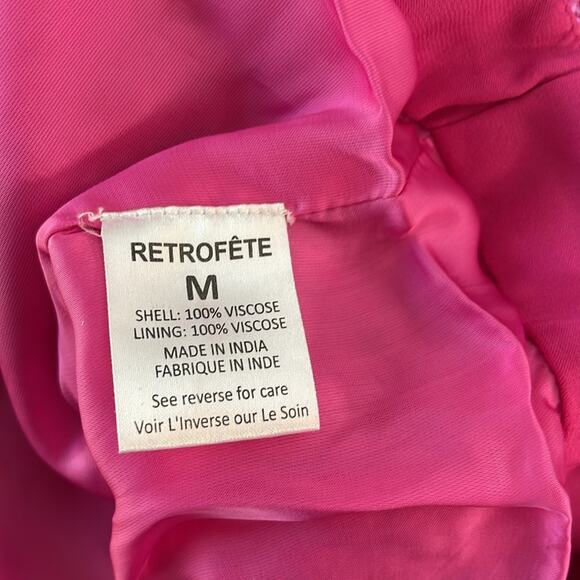 RETROFÊTE
M
SHELL: 100% VISCOSE
LINING: 100% VISCOSE
MADE IN INDIA
FABRIQUE IN INDE
See reverse for care
Voir L'Inverse our Le Soin